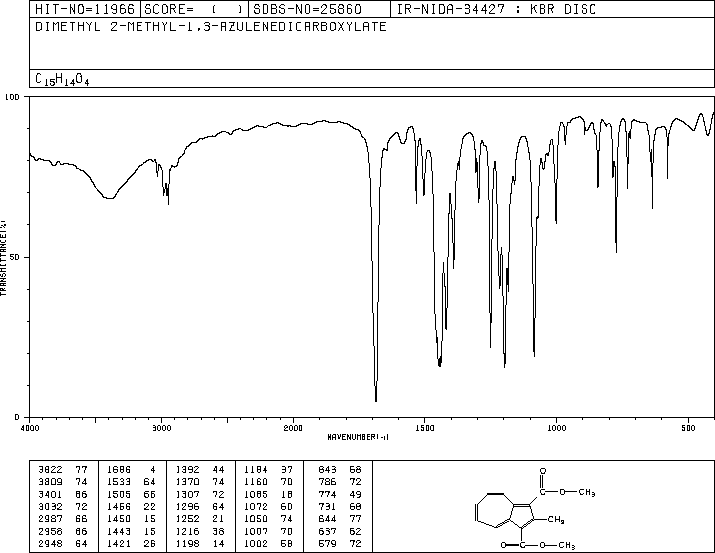 HIT-NO=11966 SCORE= ( ) SDBS-NO=25860 IR-NIDA-34427 : KBR DISC
DIMETHYL 2-METHYL-1,3-AZULENEDICARBOXYLATE
C15H14O4
100
50
0
TRANSMITTANCE(%)
4000 3000 2000 1500 1000 500
WAVENUMBER(-1)
3822 77 1686 4 1392 44 1184 37 843 68
3809 74 1533 64 1370 74 1160 70 786 72
3401 66 1505 66 1307 72 1085 18 774 49
3032 72 1466 22 1296 64 1072 60 731 68
2987 66 1450 15 1252 21 1050 74 644 77
2958 66 1443 15 1216 38 1007 70 637 62
2948 64 1421 26 1198 14 1002 58 579 72
O
C O CH3
CH3
O C O CH3